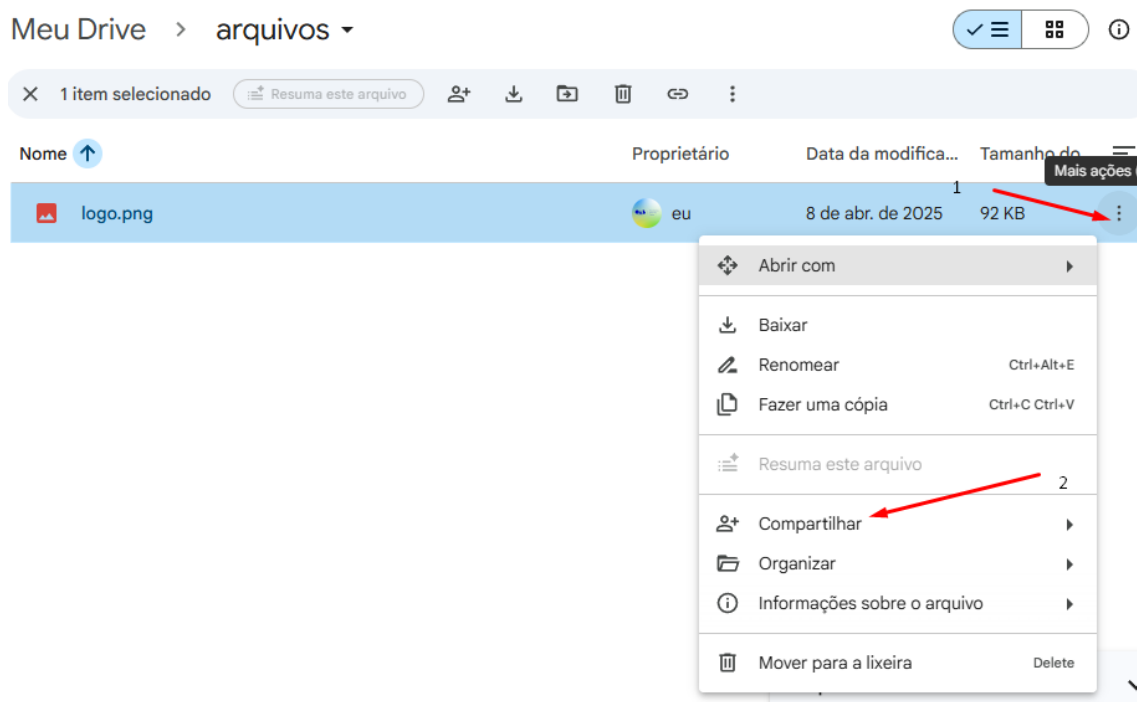 Meu Drive > arquivos
1 item selecionado Resuma este arquivo
Nome Proprietário Data da modifica... Tamanho do
Mais ações
1
logo.png eu 8 de abr. de 2025 92 KB
Abrir com
Baixar
Renomear Ctrl+Alt+E
Fazer uma cópia Ctrl+C Ctrl+V
Resuma este arquivo
2
Compartilhar
Organizar
Informações sobre o arquivo
Mover para a lixeira Delete